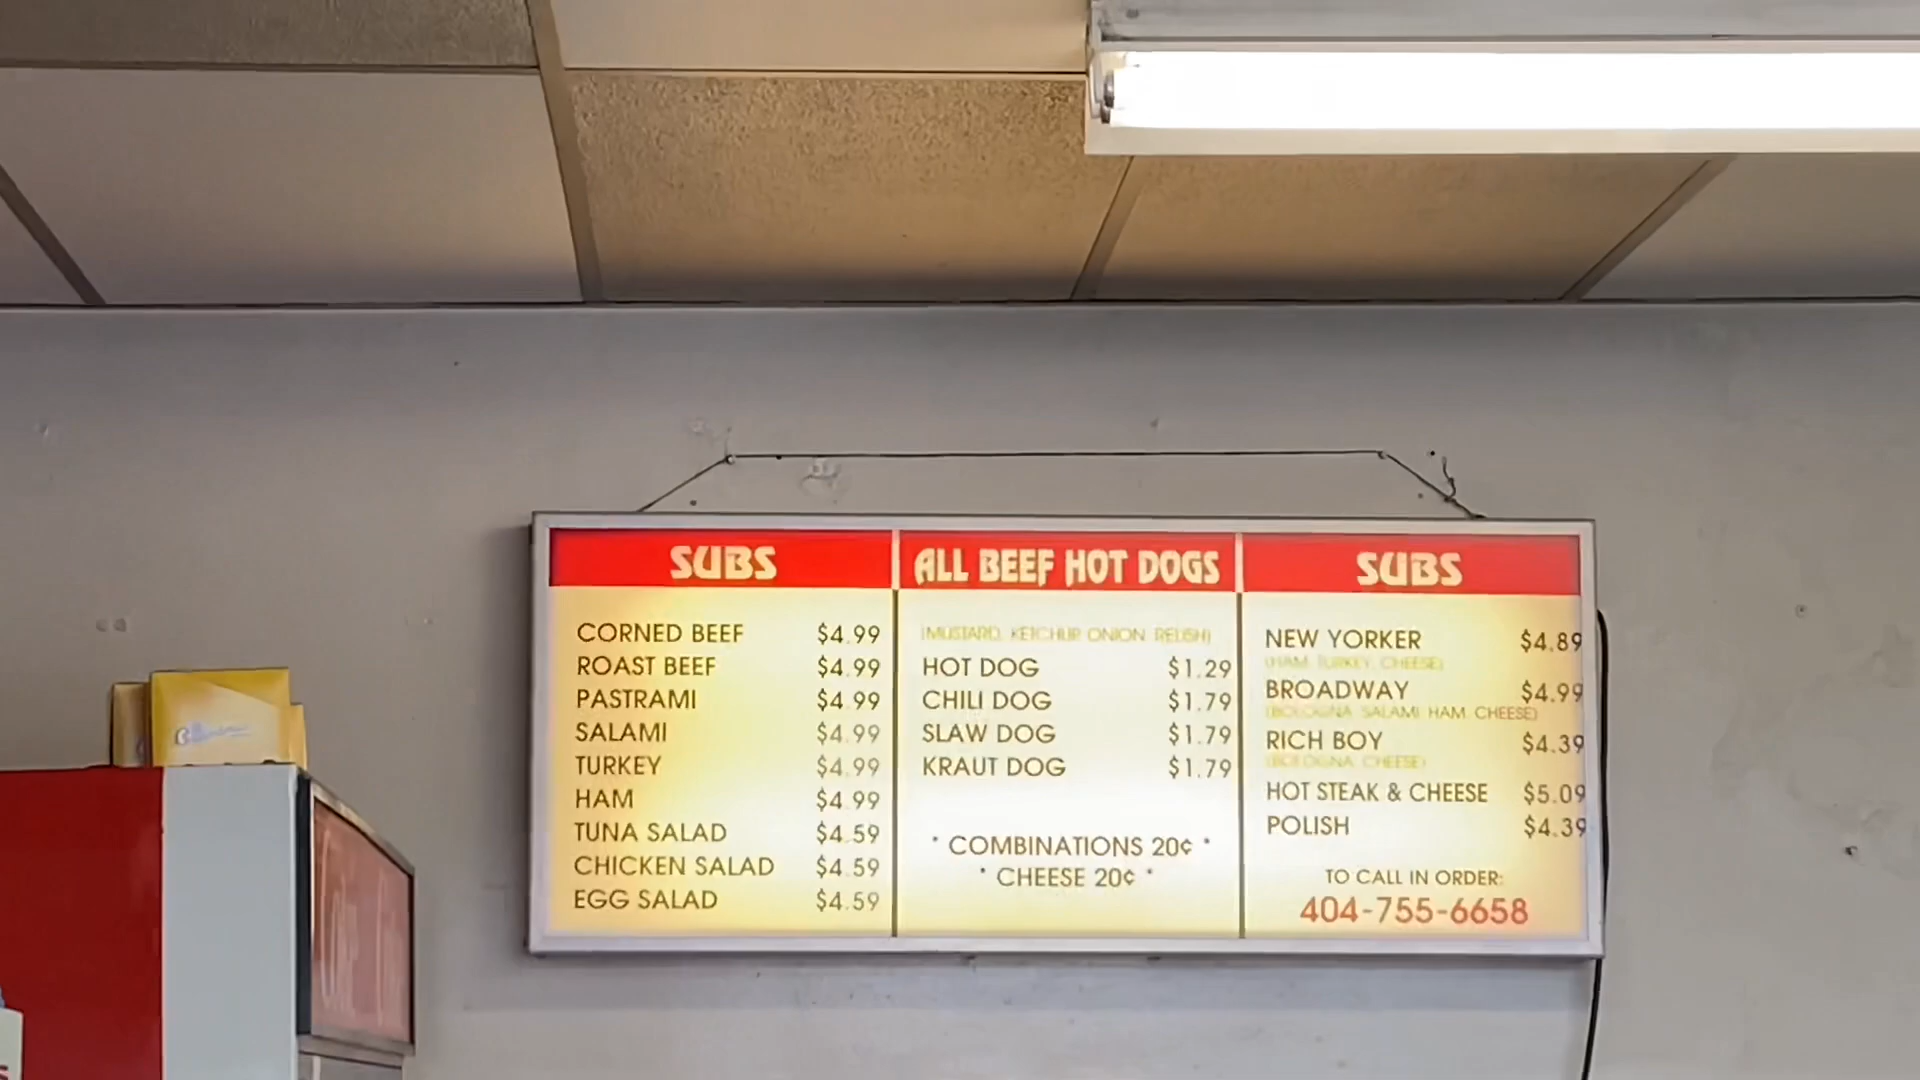 SUBS
CORNED BEEF $4.99
ROAST BEEF $4.99
PASTRAMI $4.99
SALAMI $4.99
TURKEY $4.99
HAM $4.99
TUNA SALAD $4.59
CHICKEN SALAD $4.59
EGG SALAD $4.59
ALL BEEF HOT DOGS
(MUSTARD, KETCHUP, ONION, RELISH)
HOT DOG $1.29
CHILI DOG $1.79
SLAW DOG $1.79
KRAUT DOG $1.79
* COMBINATIONS 20¢ *
* CHEESE 20¢ *
SUBS
NEW YORKER $4.89
(HAM, TURKEY, CHEESE)
BROADWAY $4.99
(BOLOGNA, SALAMI, HAM, CHEESE)
RICH BOY $4.39
(BOLOGNA, CHEESE)
HOT STEAK & CHEESE $5.09
POLISH $4.39
TO CALL IN ORDER:
404-755-6658